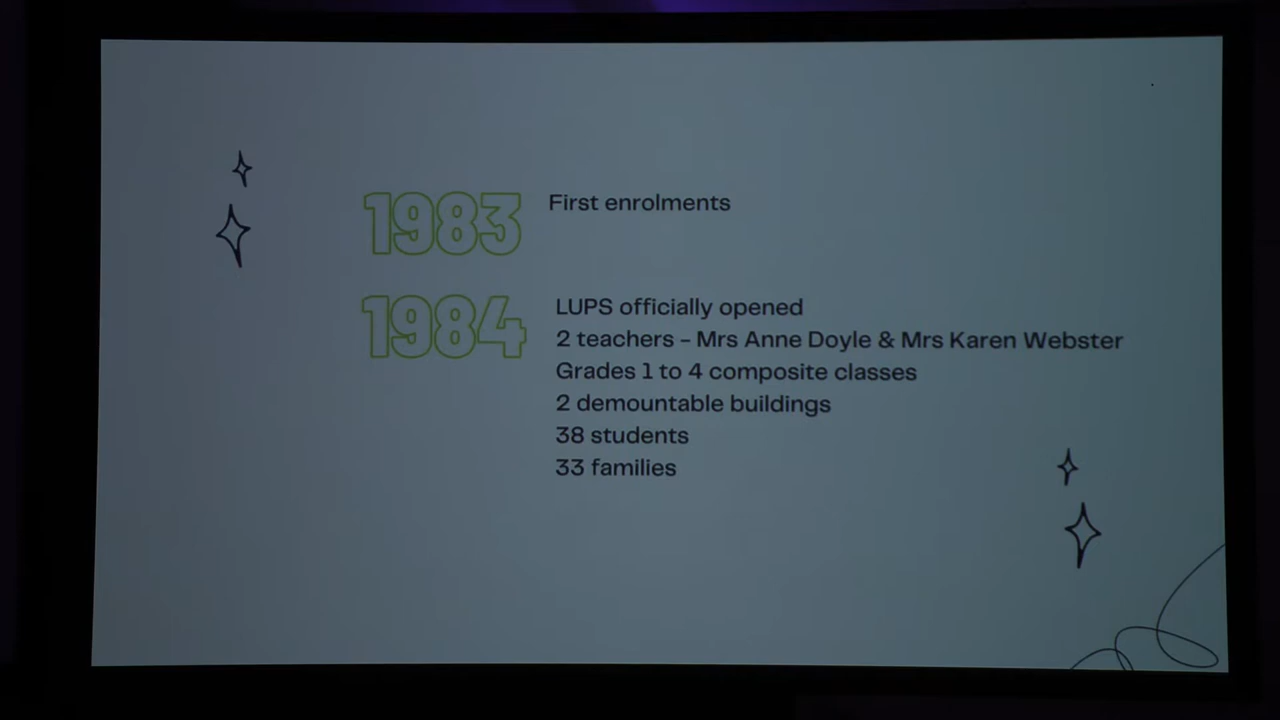 1983 First enrolments
1984 LUPS officially opened
2 teachers - Mrs Anne Doyle & Mrs Karen Webster
Grades 1 to 4 composite classes
2 demountable buildings
38 students
33 families